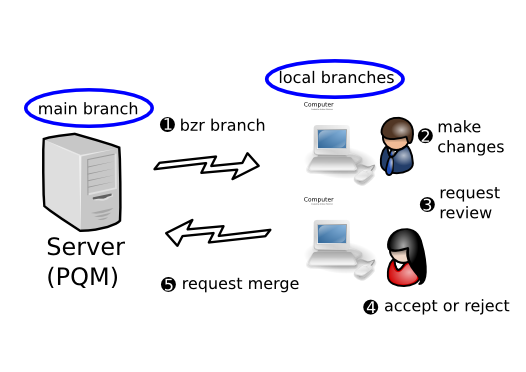 local branches
main branch
Computer
❶ bzr branch
❷ make
changes
Computer
❸ request
review
Server
(PQM)
❺ request merge
❹ accept or reject